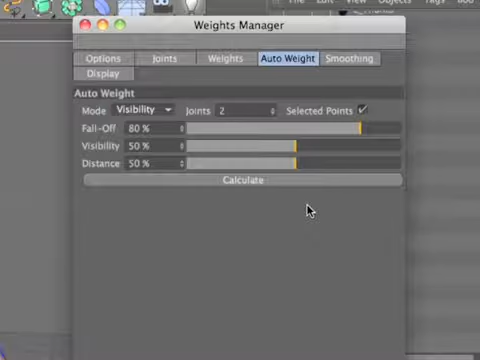 File Edit View Objects Tags Boo
Weights Manager
Options Joints Weights Auto Weight Smoothing
Display
Auto Weight
Mode Visibility Joints 2 Selected Points
Fall-Off 80 %
Visibility 50 %
Distance 50 %
Calculate